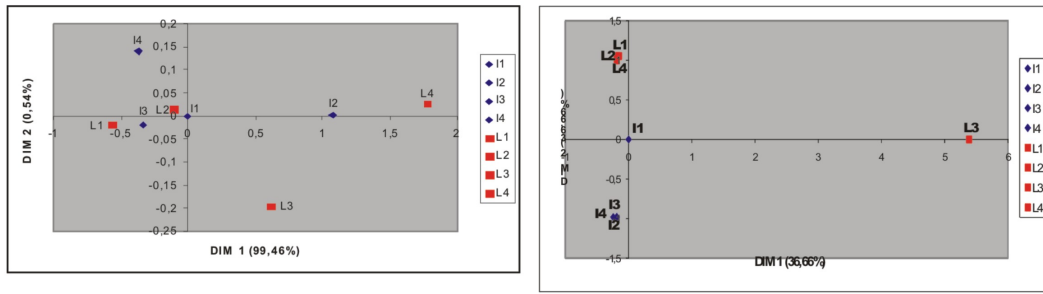 0,2
I4
0,15
0,1
0,05
L2
I1
I2
L4
0
-1
L1
-0,5
I3
0
0,5
1
1,5
2
-0,05
-0,1
-0,15
-0,2
L3
-0,25
DIM 2 (0,54%)
DIM 1 (99,46%)
I1
I2
I3
I4
L1
L2
L3
L4
1,5
L1
L2
1
L4
0,5
I1
L3
0
-1
0
1
2
3
4
5
6
-0,5
I3
I4
-1
I2
-1,5
DIM1 (36,66%)
I1
I2
I3
I4
L1
L2
L3
L4